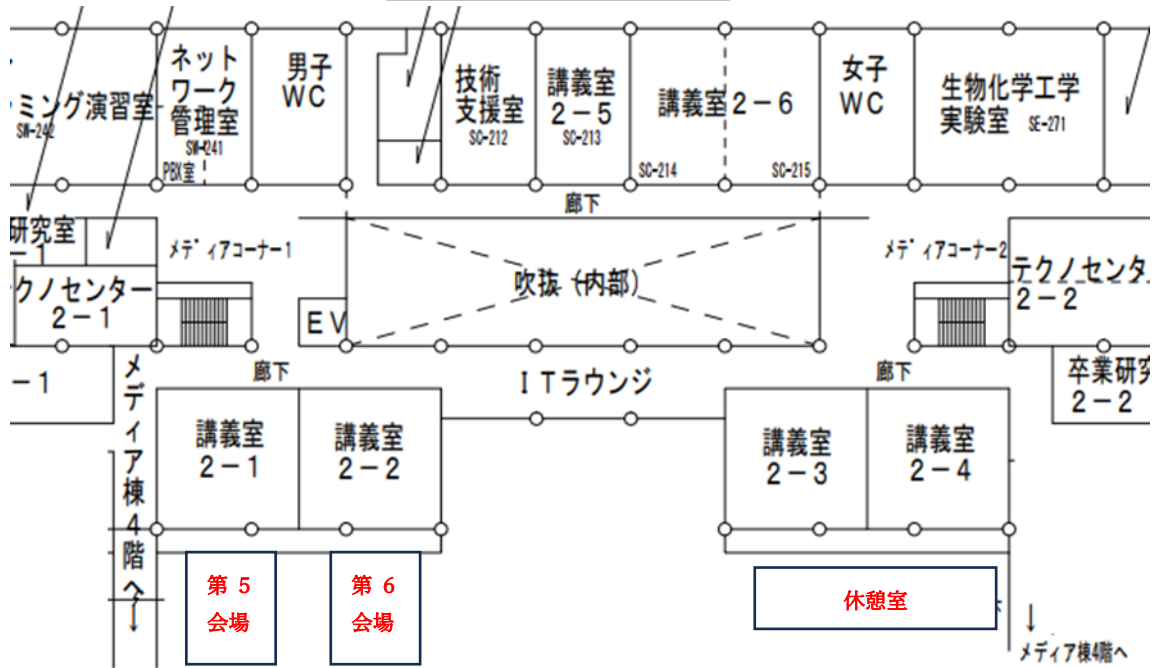 ミング演習室
SW-242
ネット
ワーク
管理室
SW-241
PBX室
男子
WC
技術
支援室
SC-212
講義室
2－5
SC-213
講義室2－6
SC-214
SC-215
女子
WC
生物化学工学
実験室 SE-271
廊下
研究室
－1
メディアコーナー1
クノセンター
2－1
EV
吹抜（内部）
メディアコーナー2
テクノセンタ
2－2
－1
廊下
ITラウンジ
廊下
卒業研究
2－2
メディア棟4階へ
↓
講義室
2－1
講義室
2－2
講義室
2－3
講義室
2－4
第 5
会場
第 6
会場
休憩室
↓
メディア棟4階へ